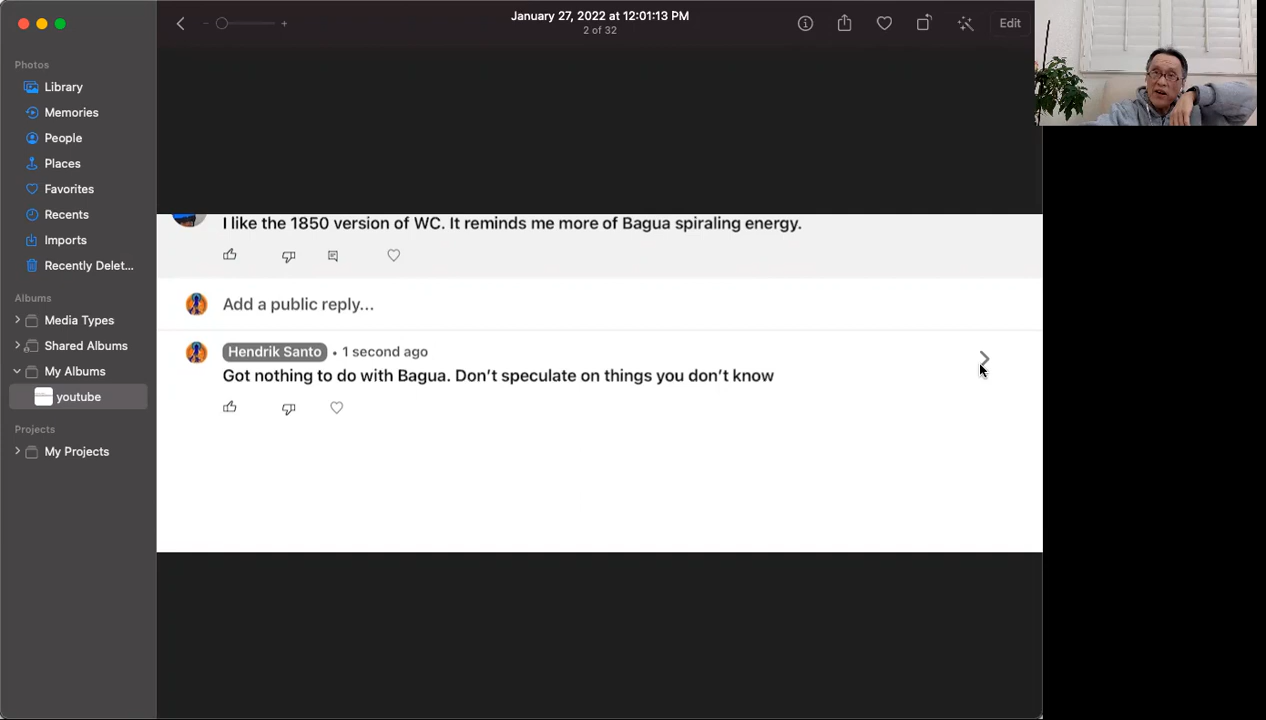 January 27, 2022 at 12:01:13 PM
2 of 32
Edit
Photos
Library
Memories
People
Places
Favorites
Recents
Imports
Recently Delet...
Albums
Media Types
Shared Albums
My Albums
youtube
Projects
My Projects
I like the 1850 version of WC. It reminds me more of Bagua spiraling energy.
Add a public reply...
Hendrik Santo • 1 second ago
Got nothing to do with Bagua. Don't speculate on things you don't know